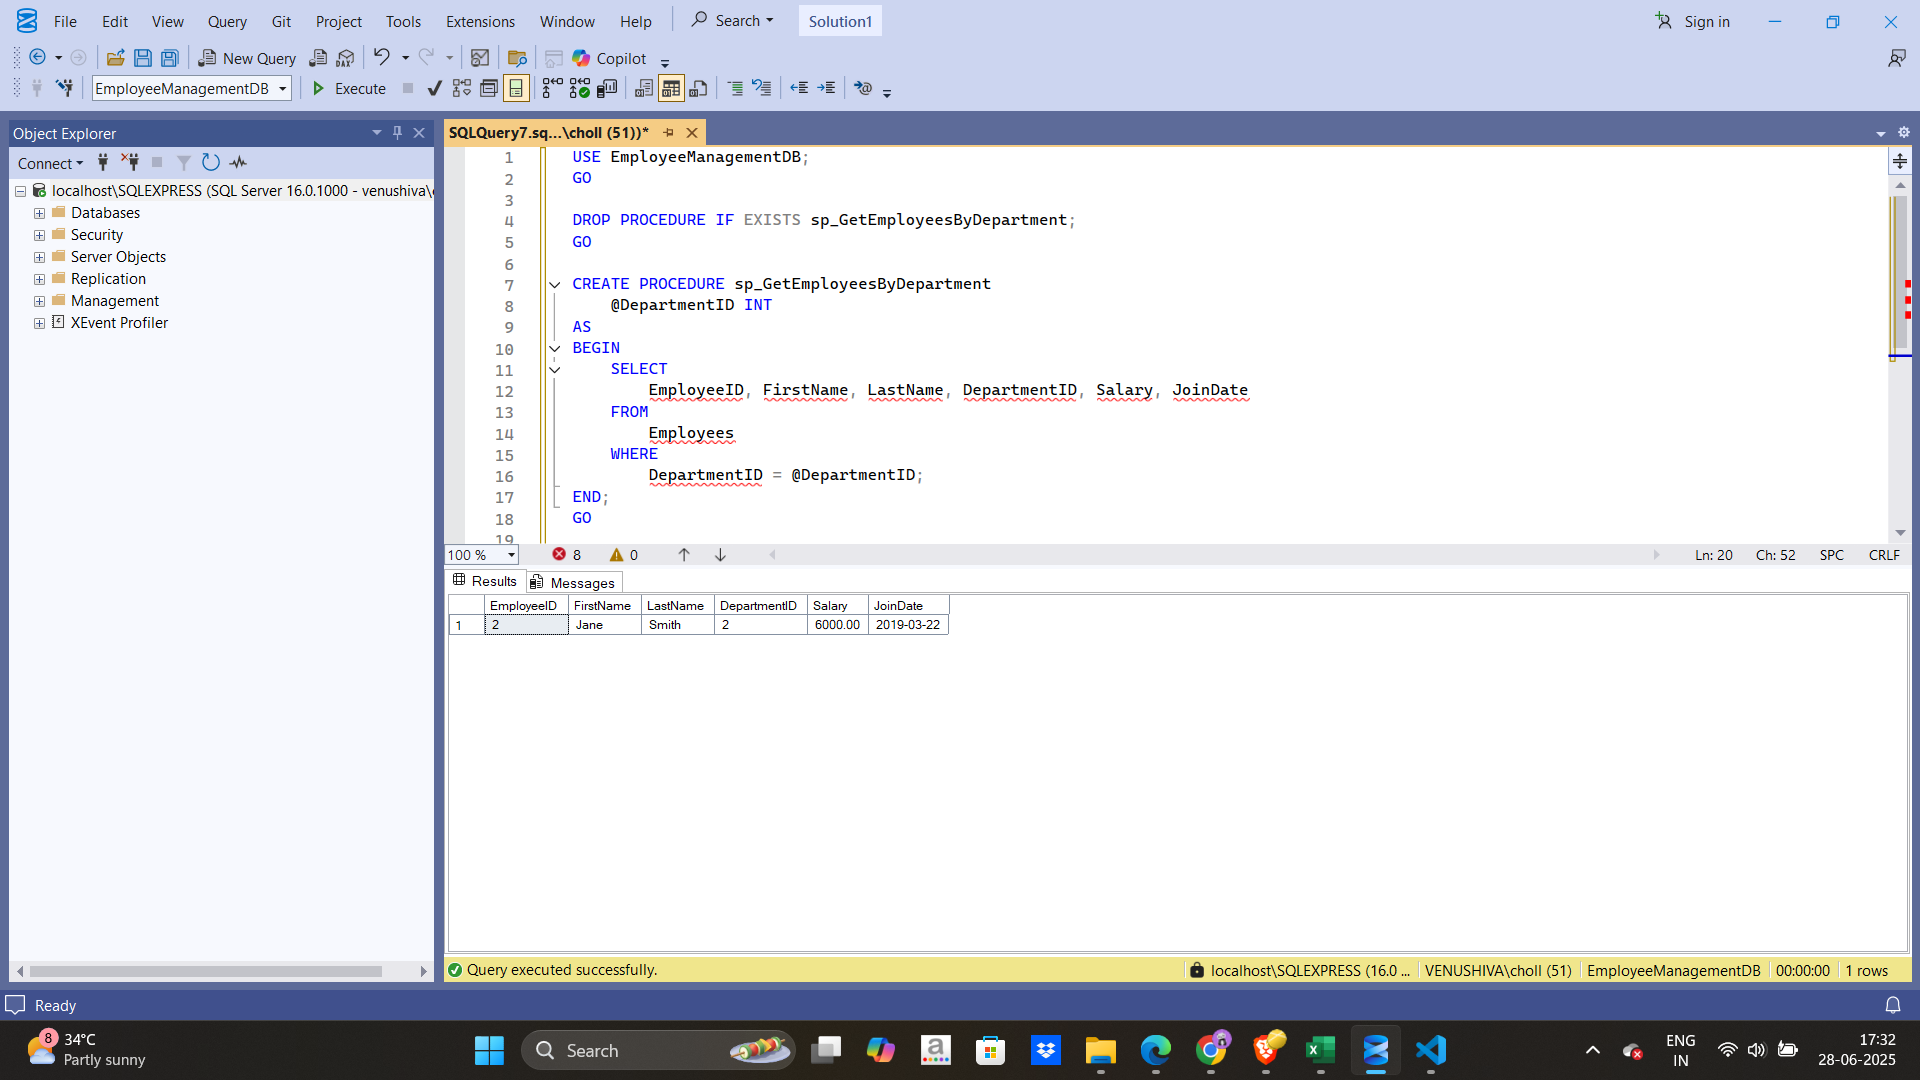 File Edit View Query Git Project Tools Extensions Window Help Search Solution1 Sign in
New Query DAX Copilot
EmployeeManagementDB Execute
Object Explorer
Connect
localhost\SQLEXPRESS (SQL Server 16.0.1000 - venushiva\
Databases
Security
Server Objects
Replication
Management
XEvent Profiler
SQLQuery7.sq...\choll (51))*
1 USE EmployeeManagementDB;
2 GO
3
4 DROP PROCEDURE IF EXISTS sp_GetEmployeesByDepartment;
5 GO
6
7 CREATE PROCEDURE sp_GetEmployeesByDepartment
8 @DepartmentID INT
9 AS
10 BEGIN
11 SELECT
12 EmployeeID, FirstName, LastName, DepartmentID, Salary, JoinDate
13 FROM
14 Employees
15 WHERE
16 DepartmentID = @DepartmentID;
17 END;
18 GO
19
100 % 8 0 Ln: 20 Ch: 52 SPC CRLF
Results Messages
EmployeeID FirstName LastName DepartmentID Salary JoinDate
1 2 Jane Smith 2 6000.00 2019-03-22
Query executed successfully. localhost\SQLEXPRESS (16.0 ... VENUSHIVA\choll (51) EmployeeManagementDB 00:00:00 1 rows
Ready
8 34°C
Partly sunny
Search
ENG
IN
17:32
28-06-2025